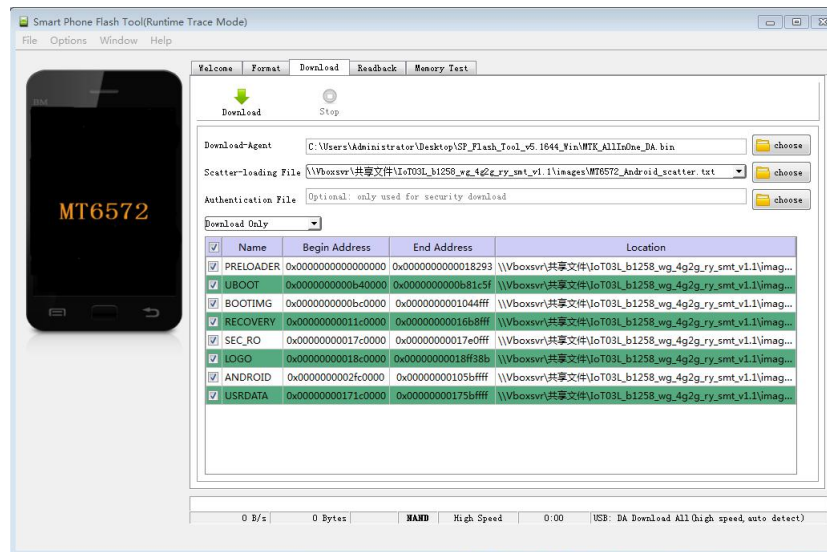 Smart Phone Flash Tool(Runtime Trace Mode)
File Options Window Help
Welcome Format Download Readback Memory Test
BM
Download Stop
Download-Agent C:\Users\Administrator\Desktop\SP_Flash_Tool_v5.1644_Win\MTK_AllInOne_DA.bin choose
Scatter-loading File \\Vboxsvr\共享文件\IoT03L_b1258_wg_4g2g_ry_smt_v1.1\images\MT6572_Android_scatter.txt choose
Authentication File Optional: only used for security download choose
MT6572
Download Only
Name Begin Address End Address Location
PRELOADER 0x0000000000000000 0x0000000000018293 \\Vboxsvr\共享文件\IoT03L_b1258_wg_4g2g_ry_smt_v1.1\imag...
UBOOT 0x0000000000b40000 0x0000000000b81c5f \\Vboxsvr\共享文件\IoT03L_b1258_wg_4g2g_ry_smt_v1.1\imag...
BOOTIMG 0x0000000000bc0000 0x0000000001044fff \\Vboxsvr\共享文件\IoT03L_b1258_wg_4g2g_ry_smt_v1.1\imag...
RECOVERY 0x00000000011c0000 0x00000000016b8fff \\Vboxsvr\共享文件\IoT03L_b1258_wg_4g2g_ry_smt_v1.1\imag...
SEC_RO 0x00000000017c0000 0x00000000017e0fff \\Vboxsvr\共享文件\IoT03L_b1258_wg_4g2g_ry_smt_v1.1\imag...
LOGO 0x00000000018c0000 0x00000000018ff38b \\Vboxsvr\共享文件\IoT03L_b1258_wg_4g2g_ry_smt_v1.1\imag...
ANDROID 0x0000000002fc0000 0x00000000105bffff \\Vboxsvr\共享文件\IoT03L_b1258_wg_4g2g_ry_smt_v1.1\imag...
USRDATA 0x00000000171c0000 0x00000000175bffff \\Vboxsvr\共享文件\IoT03L_b1258_wg_4g2g_ry_smt_v1.1\imag...
0 B/s 0 Bytes NAND High Speed 0:00 USB: DA Download All(high speed,auto detect)